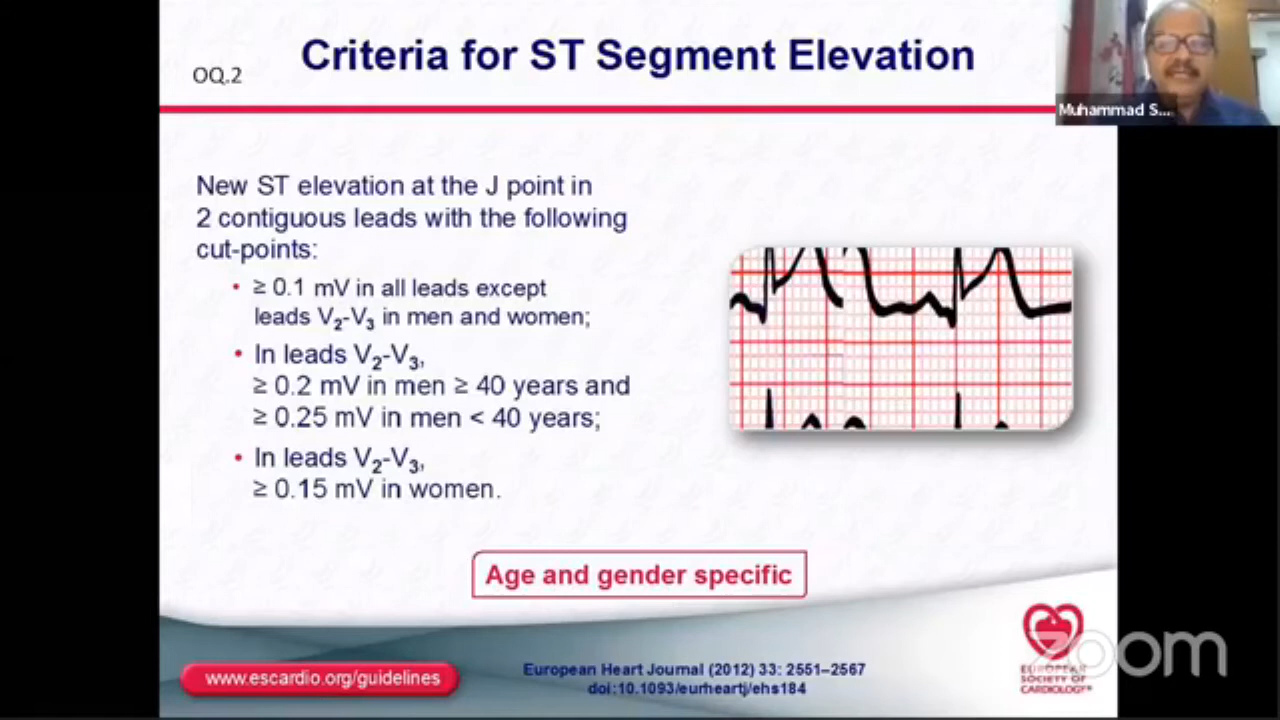 Criteria for ST Segment Elevation
OQ.2
Muhammad S...
New ST elevation at the J point in
2 contiguous leads with the following
cut-points:
• ≥ 0.1 mV in all leads except
leads V₂-V₃ in men and women;
• In leads V₂-V₃,
≥ 0.2 mV in men ≥ 40 years and
≥ 0.25 mV in men < 40 years;
• In leads V₂-V₃,
≥ 0.15 mV in women.
Age and gender specific
www.escardio.org/guidelines
European Heart Journal (2012) 33: 2551–2567
doi:10.1093/eurheartj/ehs184
EUROPEAN
SOCIETY OF
CARDIOLOGY®
zoom